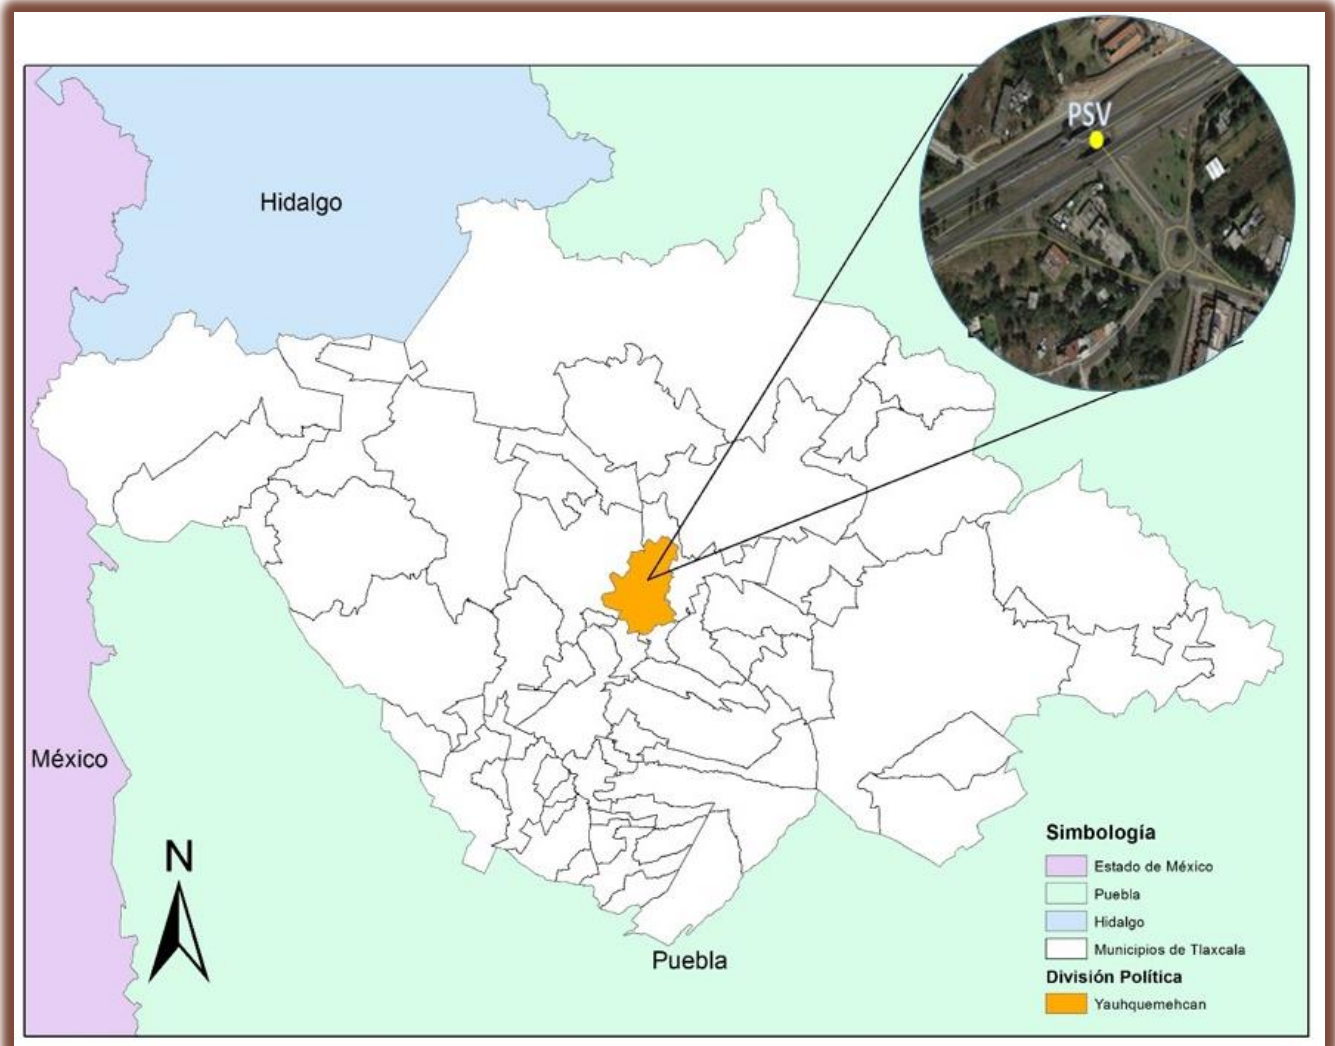 PSV
Hidalgo
México
N
Puebla
Simbología
Estado de México
Puebla
Hidalgo
Municipios de Tlaxcala
División Política
Yauhquemehcan